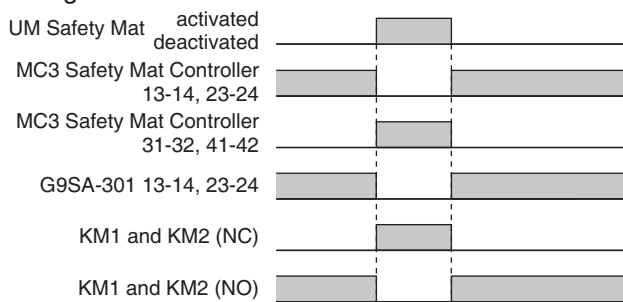 UM Safety Mat activated
deactivated
MC3 Safety Mat Controller
13-14, 23-24
MC3 Safety Mat Controller
31-32, 41-42
G9SA-301 13-14, 23-24
KM1 and KM2 (NC)
KM1 and KM2 (NO)